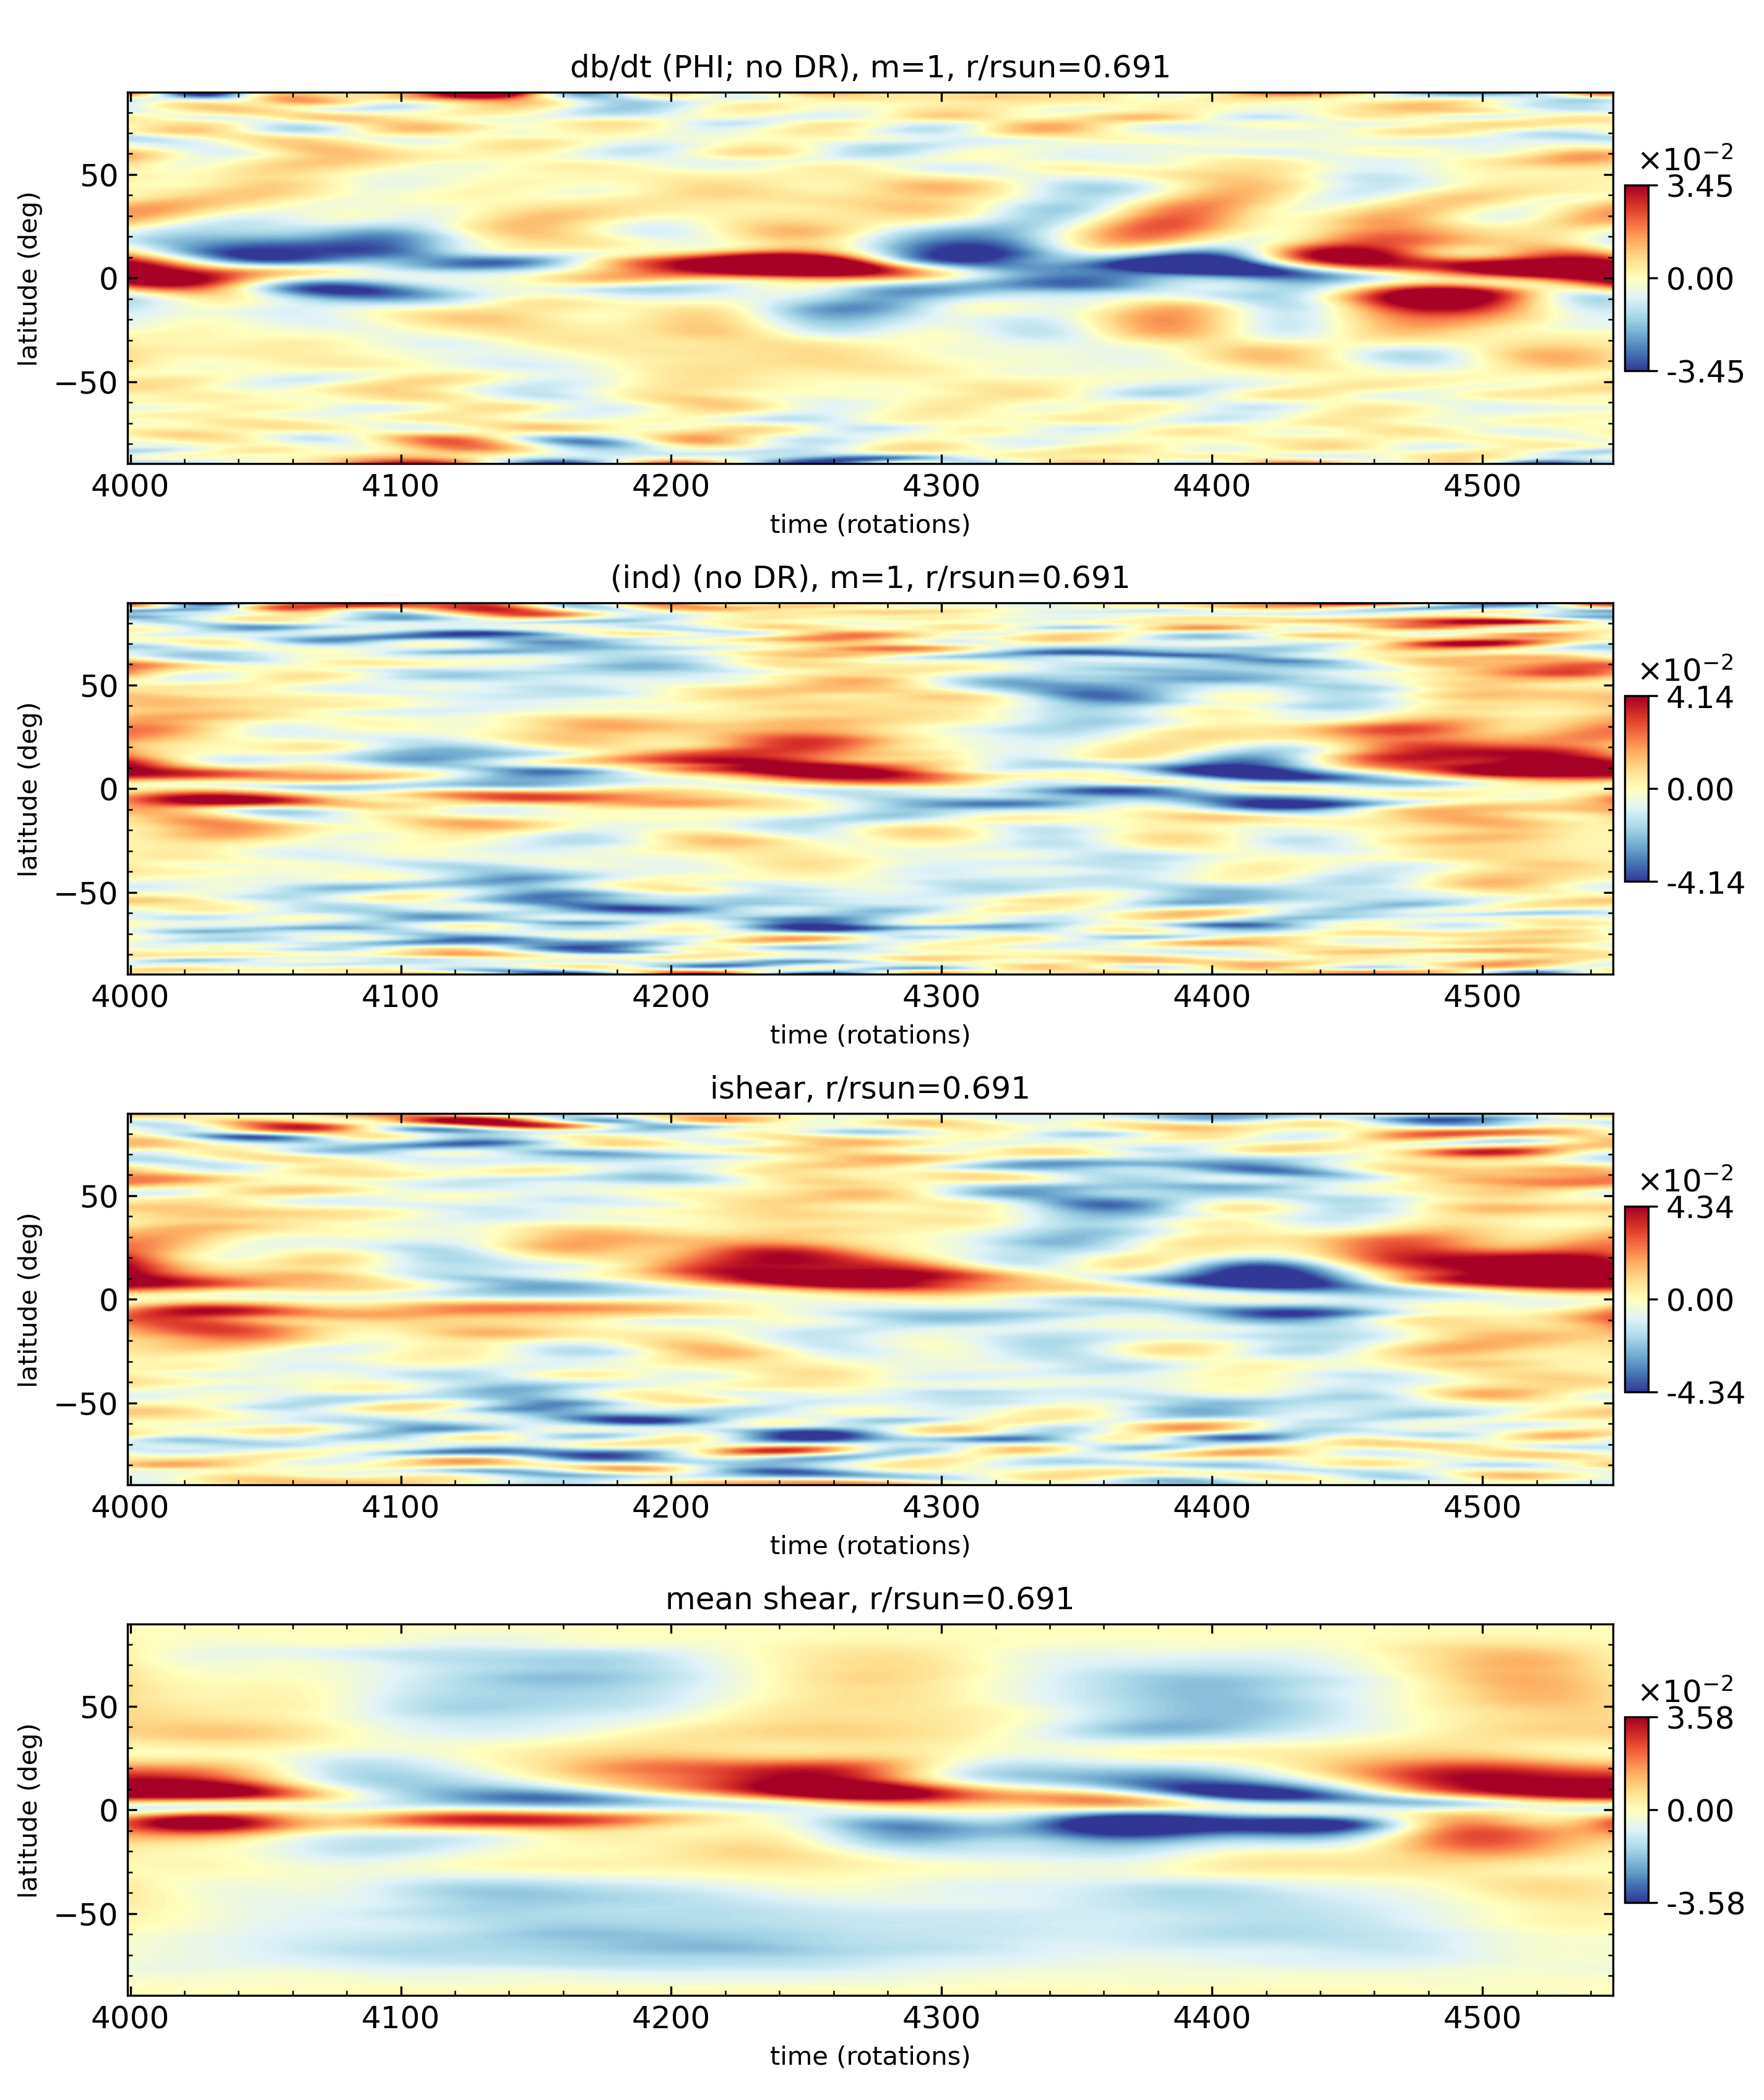 db/dt (PHI; no DR), m=1, r/rsun=0.691
latitude (deg)
50
0
−50
4000 4100 4200 4300 4400 4500
time (rotations)
×10⁻²
3.45
0.00
-3.45
(ind) (no DR), m=1, r/rsun=0.691
latitude (deg)
50
0
−50
4000 4100 4200 4300 4400 4500
time (rotations)
×10⁻²
4.14
0.00
-4.14
ishear, r/rsun=0.691
latitude (deg)
50
0
−50
4000 4100 4200 4300 4400 4500
time (rotations)
×10⁻²
4.34
0.00
-4.34
mean shear, r/rsun=0.691
latitude (deg)
50
0
−50
4000 4100 4200 4300 4400 4500
time (rotations)
×10⁻²
3.58
0.00
-3.58